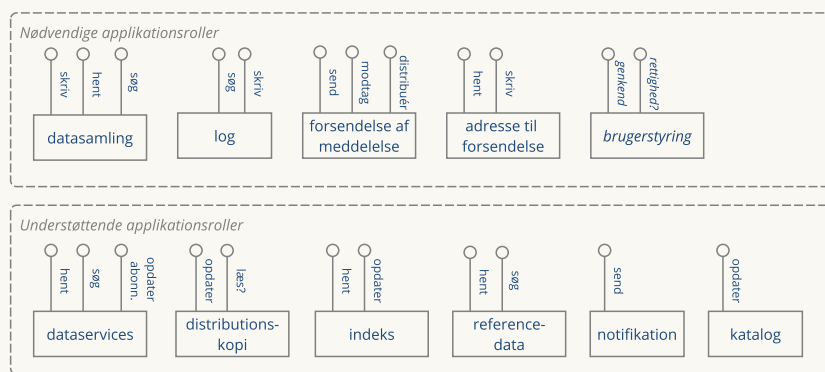 Nødvendige applikationsroller
skriv
hent
søg
datasamling
søg
skriv
log
send
modtag
distribuér
forsendelse af
meddelelse
hent
skriv
adresse til
forsendelse
genkend
rettighed?
brugerstyring
Understøttende applikationsroller
hent
søg
opdater
abonn.
dataservices
opdater
læs?
distributions-
kopi
hent
opdater
indeks
hent
søg
reference-
data
send
notifikation
opdater
katalog